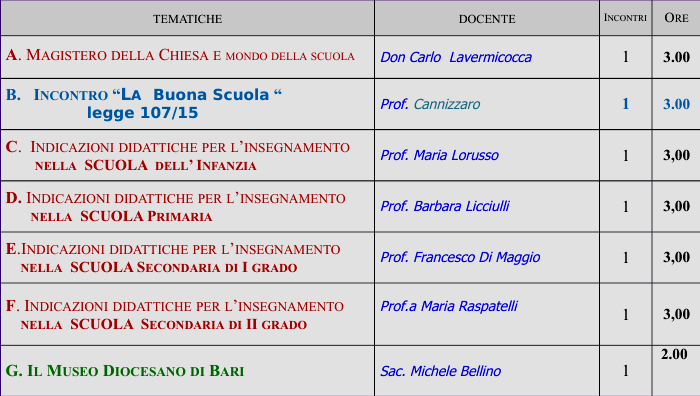 TEMATICHE DOCENTE INCONTRI ORE
A. MAGISTERO DELLA CHIESA E MONDO DELLA SCUOLA Don Carlo Lavermicocca 1 3.00
B. INCONTRO “LA Buona Scuola “
legge 107/15 Prof. Cannizzaro 1 3.00
C. INDICAZIONI DIDATTICHE PER L’INSEGNAMENTO
NELLA SCUOLA DELL’ INFANZIA Prof. Maria Lorusso 1 3,00
D. INDICAZIONI DIDATTICHE PER L’INSEGNAMENTO
NELLA SCUOLA PRIMARIA Prof. Barbara Licciulli 1 3,00
E.INDICAZIONI DIDATTICHE PER L’INSEGNAMENTO
NELLA SCUOLA SECONDARIA DI I GRADO Prof. Francesco Di Maggio 1 3,00
F. INDICAZIONI DIDATTICHE PER L’INSEGNAMENTO
NELLA SCUOLA SECONDARIA DI II GRADO Prof.a Maria Raspatelli 1 3,00
G. IL MUSEO DIOCESANO DI BARI Sac. Michele Bellino 1 2.00